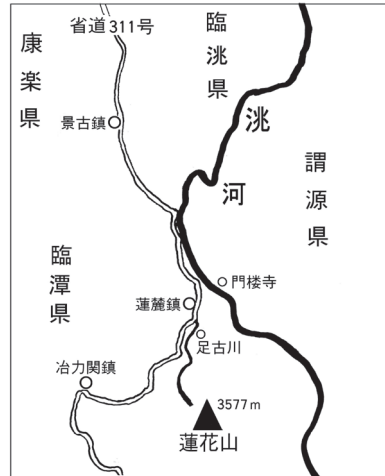 省道311号
康楽県
臨洮県
景古鎮
洮河
謂源県
臨潭県
門楼寺
蓮麓鎮
足古川
冶力関鎮
3577m
蓮花山